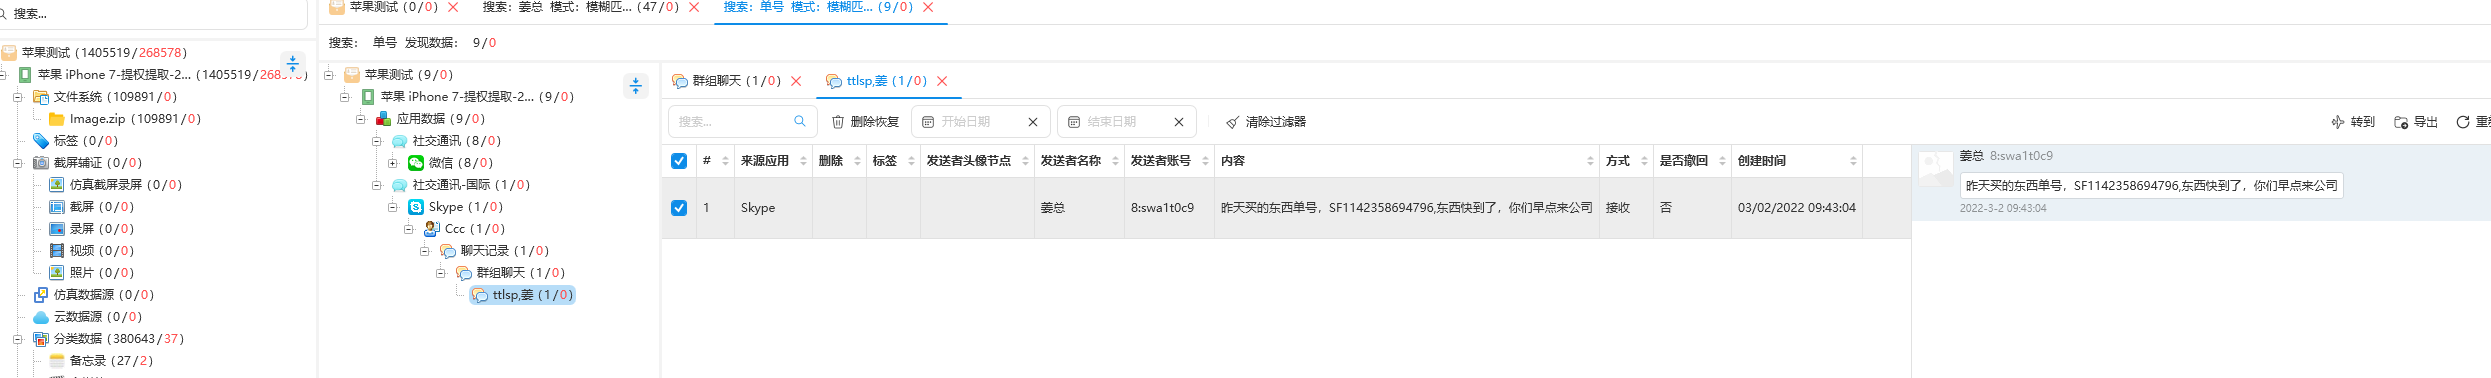 搜索...
苹果测试 (0/0)
搜索：姜总 模式：模糊匹... (47/0)
搜索：单号 模式：模糊匹... (9/0)
搜索： 单号 发现数据： 9/0
苹果测试 (1405519/268578)
苹果 iPhone 7-提权提取-2... (1405519/268578)
文件系统 (109891/0)
Image.zip (109891/0)
标签 (0/0)
截屏辅证 (0/0)
仿真截屏录屏 (0/0)
截屏 (0/0)
录屏 (0/0)
视频 (0/0)
照片 (0/0)
仿真数据源 (0/0)
云数据源 (0/0)
分类数据 (380643/37)
备忘录 (27/2)
苹果测试 (9/0)
苹果 iPhone 7-提权提取-2... (9/0)
应用数据 (9/0)
社交通讯 (8/0)
微信 (8/0)
社交通讯-国际 (1/0)
Skype (1/0)
Ccc (1/0)
聊天记录 (1/0)
群组聊天 (1/0)
ttlsp,姜 (1/0)
群组聊天 (1/0)
ttlsp,姜 (1/0)
搜索... 删除恢复 开始日期 结束日期 清除过滤器 转到 导出
# 来源应用 删除 标签 发送者头像节点 发送者名称 发送者账号 内容 方式 是否撤回 创建时间
1 Skype 姜总 8:swa1t0c9 昨天买的东西单号，SF1142358694796,东西快到了，你们早点来公司 接收 否 03/02/2022 09:43:04
姜总 8:swa1t0c9
昨天买的东西单号，SF1142358694796,东西快到了，你们早点来公司
2022-3-2 09:43:04